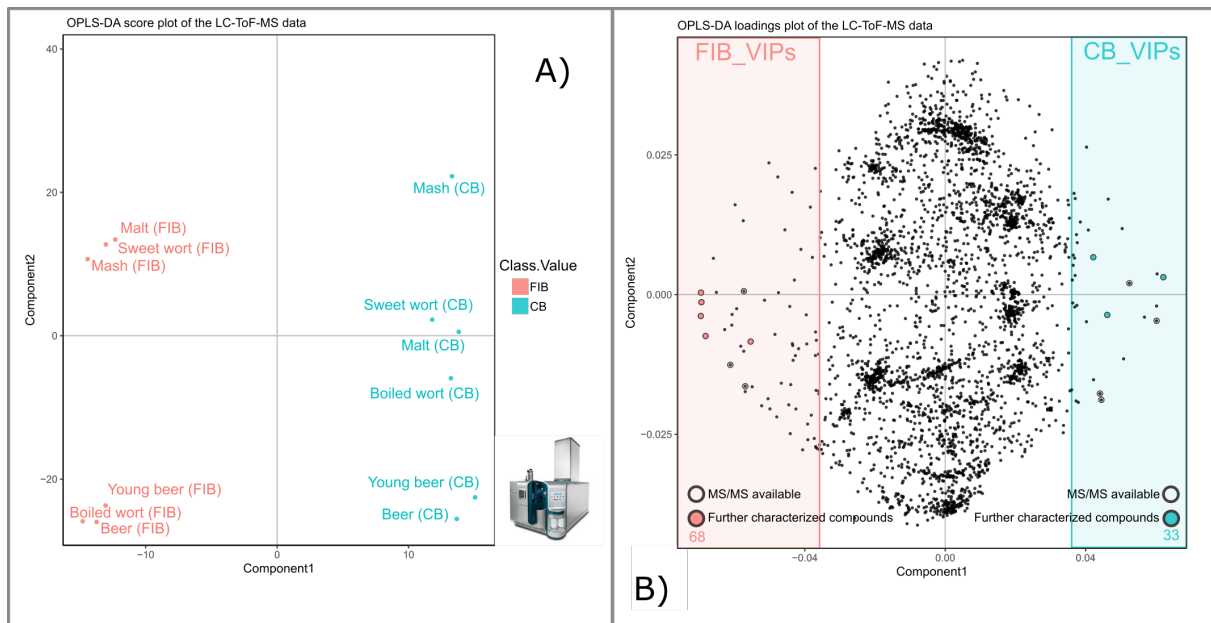 OPLS-DA score plot of the LC-ToF-MS data
A)
40
20
0
−20
Component2
Mash (CB)
Malt (FIB)
Sweet wort (FIB)
Mash (FIB)
Sweet wort (CB)
Malt (CB)
Boiled wort (CB)
Young beer (FIB)
Boiled wort (FIB)
Beer (FIB)
Young beer (CB)
Beer (CB)
−10
0
10
Component1
Class.Value
FIB
CB
OPLS-DA loadings plot of the LC-ToF-MS data
FIB_VIPs
CB_VIPs
0.025
0.000
−0.025
Component2
MS/MS available
Further characterized compounds
68
MS/MS available
Further characterized compounds
33
−0.04
0.00
0.04
Component1
B)